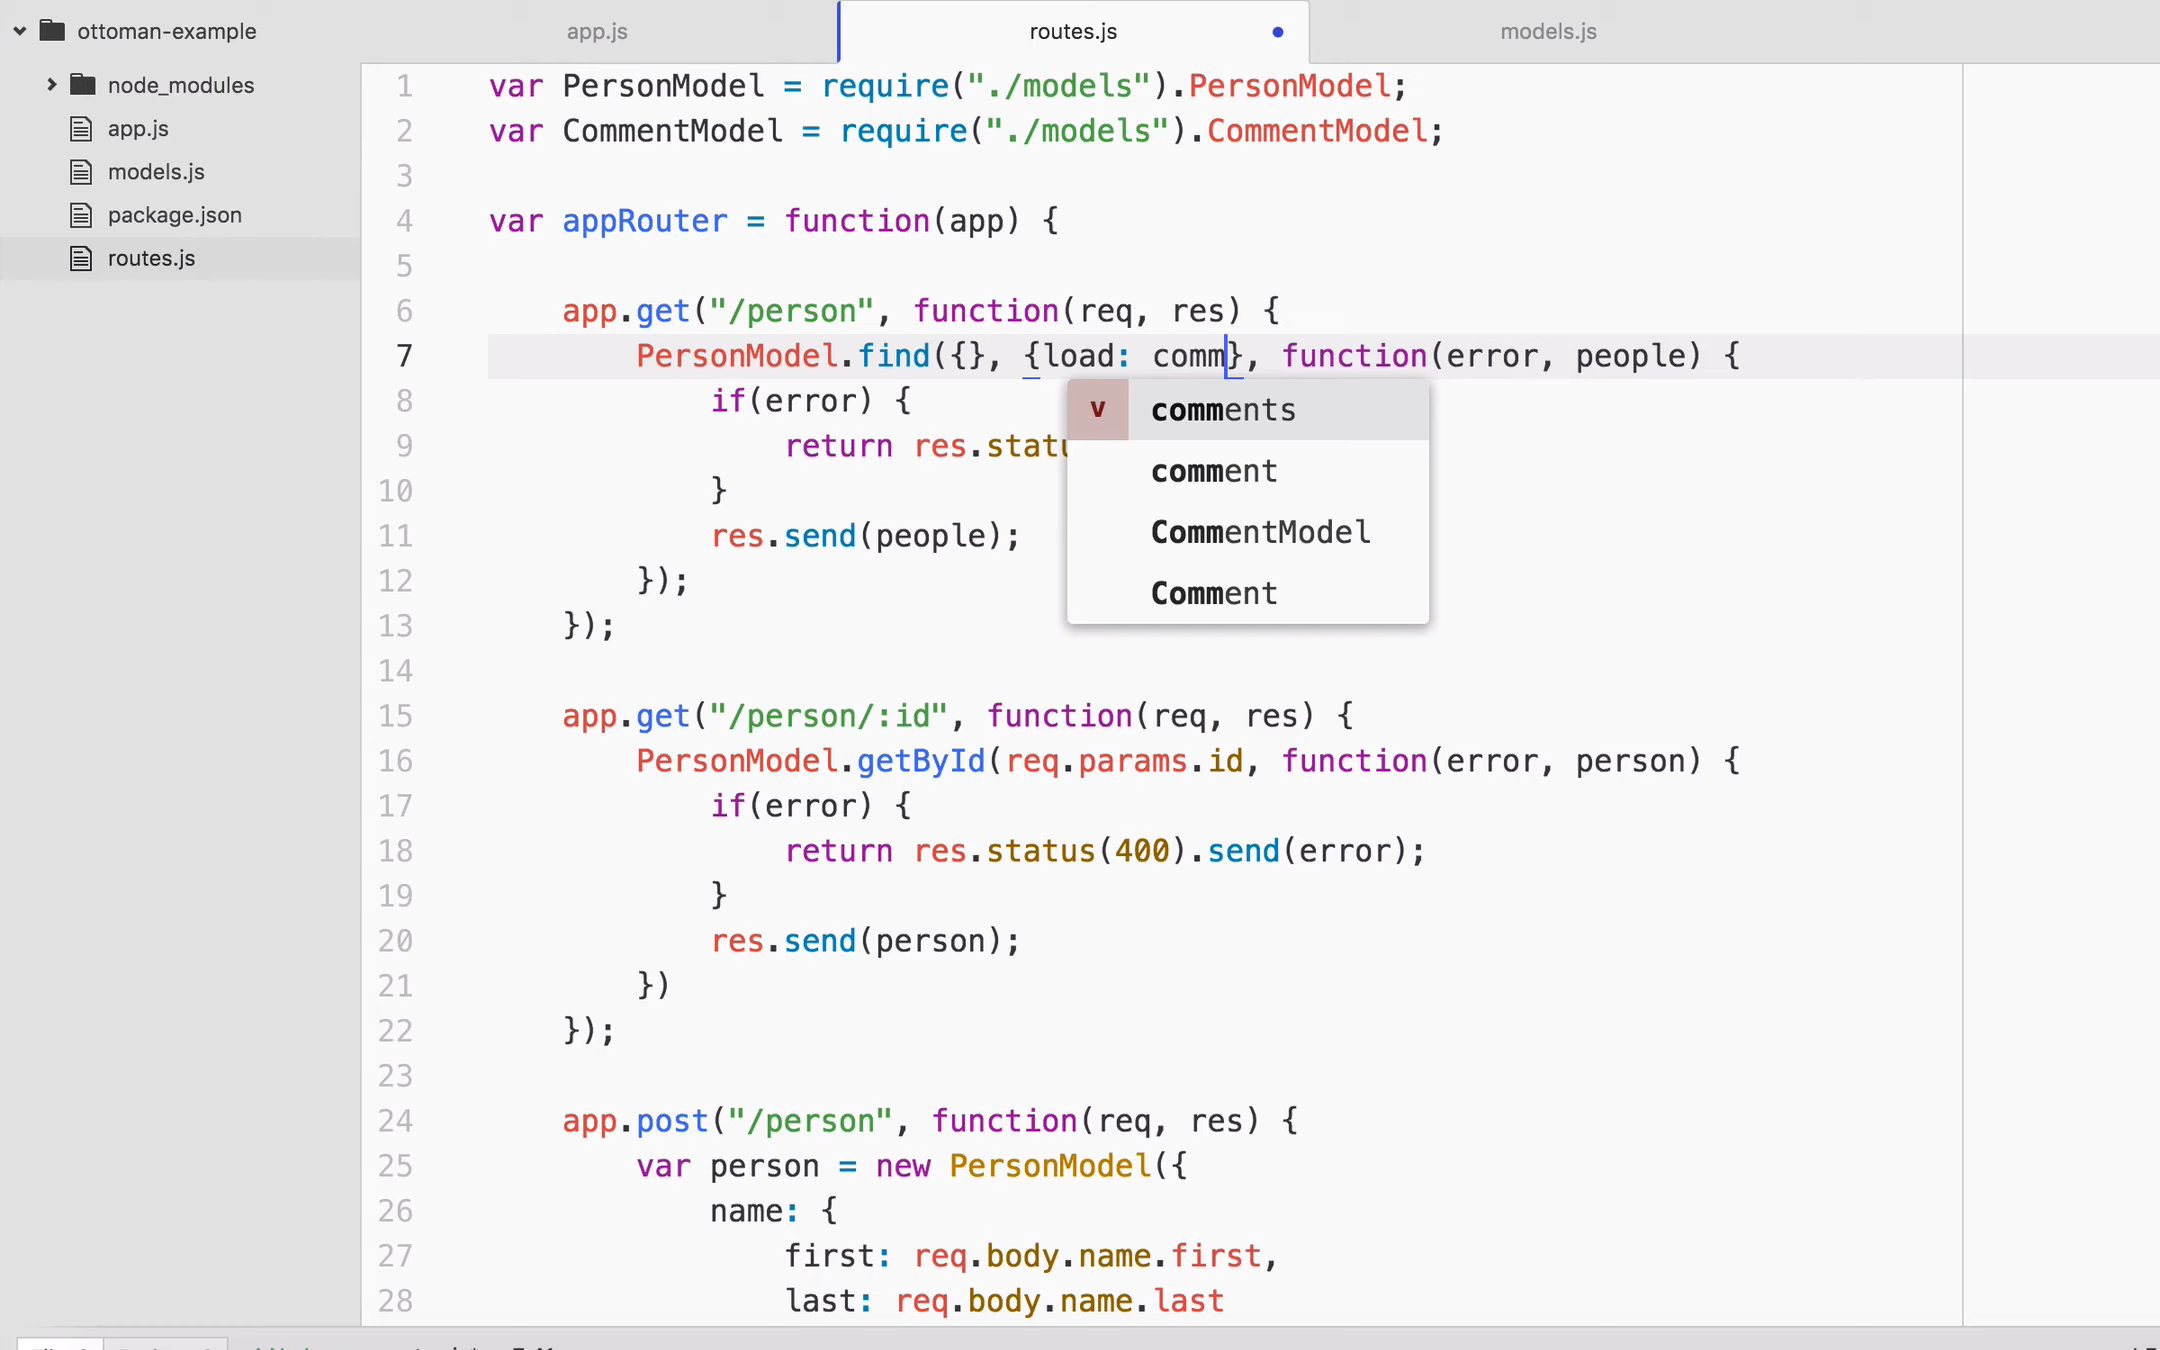 ottoman-example
node_modules
app.js
models.js
package.json
routes.js
app.js
routes.js
models.js
1 var PersonModel = require("./models").PersonModel;
2 var CommentModel = require("./models").CommentModel;
3
4 var appRouter = function(app) {
5
6 app.get("/person", function(req, res) {
7 PersonModel.find({}, {load: comm}, function(error, people) {
8 if(error) {
9 return res.statu
10 }
11 res.send(people);
12 });
13 });
14
15 app.get("/person/:id", function(req, res) {
16 PersonModel.getById(req.params.id, function(error, person) {
17 if(error) {
18 return res.status(400).send(error);
19 }
20 res.send(person);
21 })
22 });
23
24 app.post("/person", function(req, res) {
25 var person = new PersonModel({
26 name: {
27 first: req.body.name.first,
28 last: req.body.name.last
v comments
comment
CommentModel
Comment